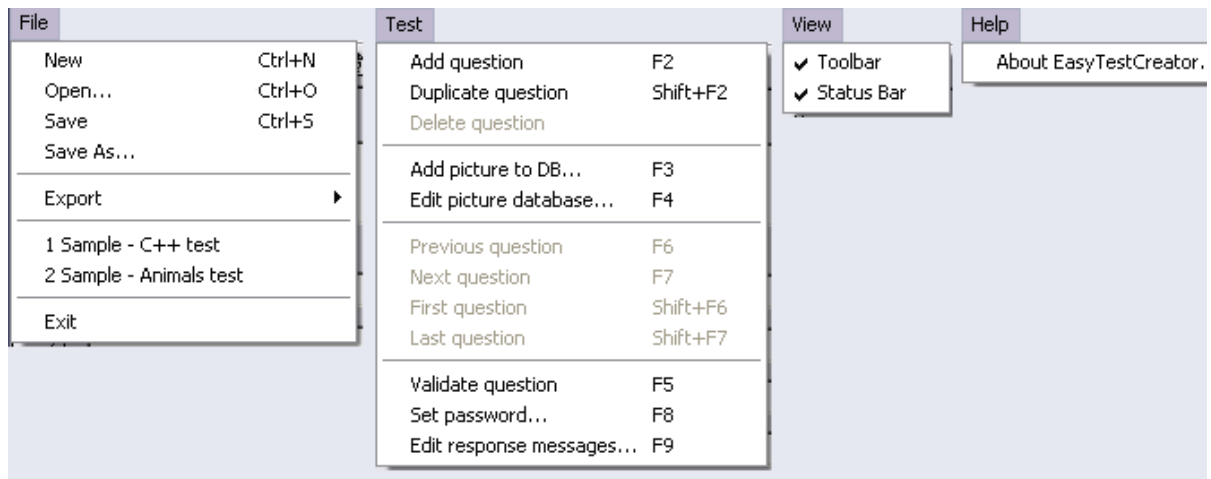 File
New Ctrl+N
Open... Ctrl+O
Save Ctrl+S
Save As...
Export
1 Sample - C++ test
2 Sample - Animals test
Exit
Test
Add question F2
Duplicate question Shift+F2
Delete question
Add picture to DB... F3
Edit picture database... F4
Previous question F6
Next question F7
First question Shift+F6
Last question Shift+F7
Validate question F5
Set password... F8
Edit response messages... F9
View
Toolbar
Status Bar
Help
About EasyTestCreator.